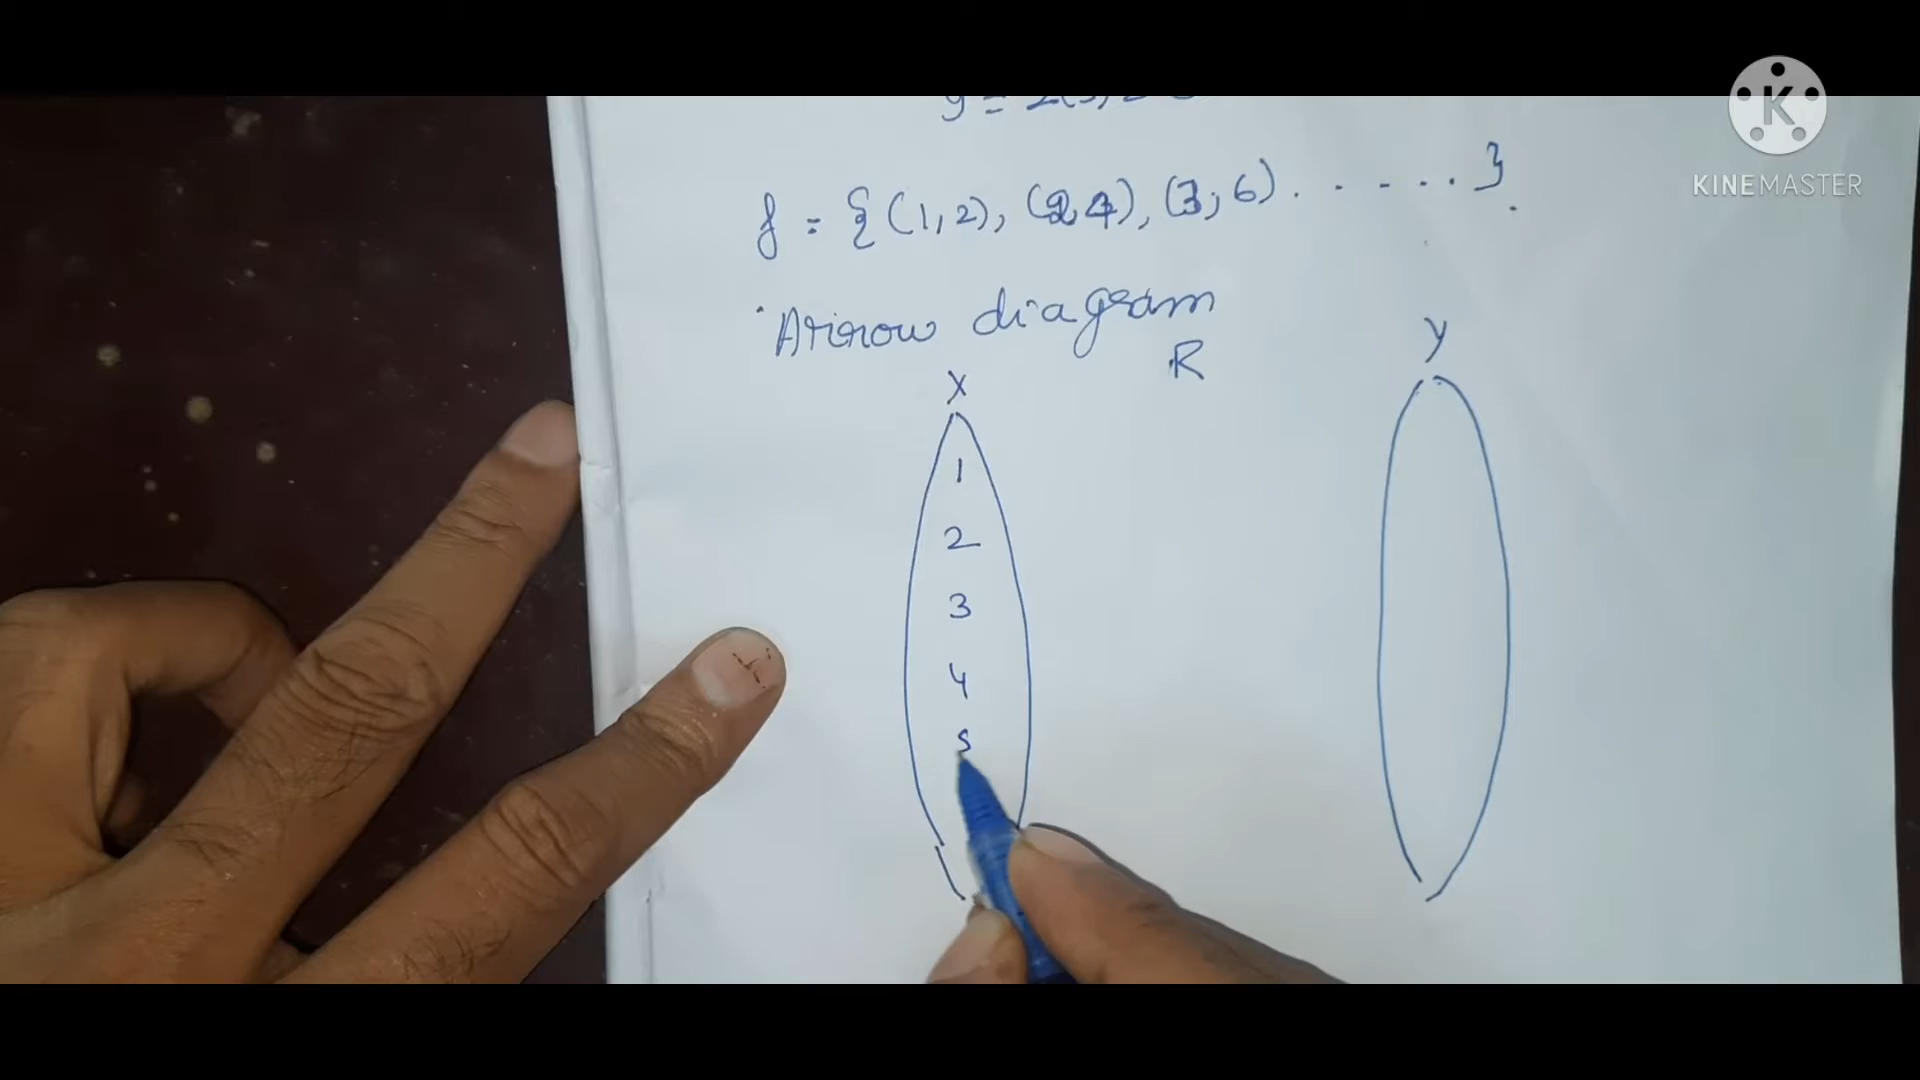 KINEMASTER
f = {(1,2), (2,4), (3,6) . . - - . . . }.
Arrow diagram
R
X
Y
1
2
3
4
5